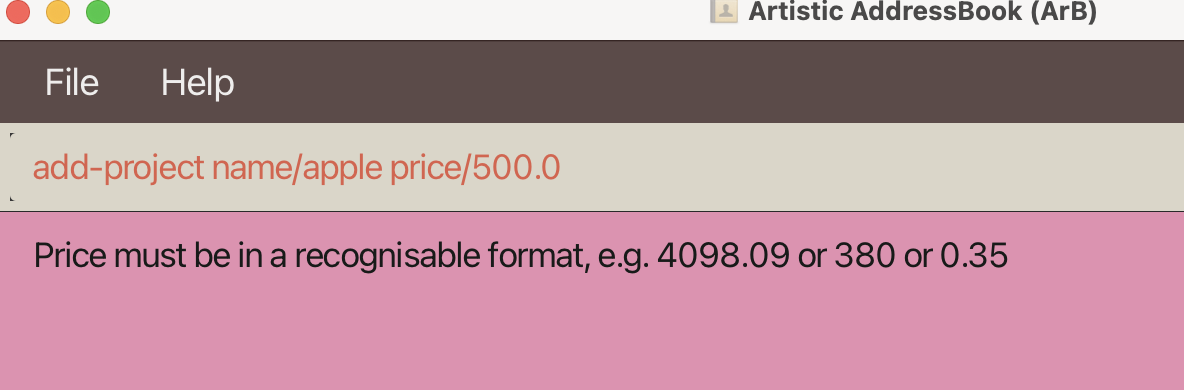 Artistic AddressBook (ArB)
File Help
add-project name/apple price/500.0
Price must be in a recognisable format, e.g. 4098.09 or 380 or 0.35